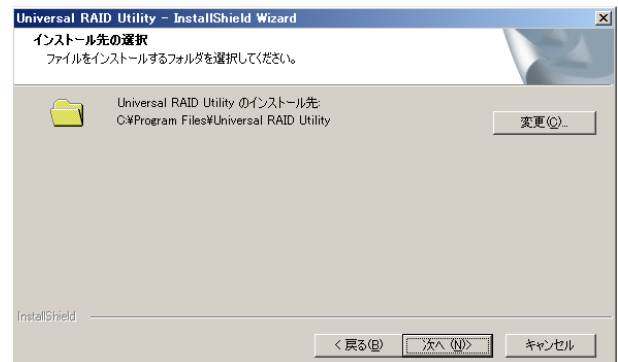 Universal RAID Utility - InstallShield Wizard
インストール先の選択
ファイルをインストールするフォルダを選択してください。
Universal RAID Utility のインストール先:
C:¥Program Files¥Universal RAID Utility
変更(C)...
InstallShield
< 戻る(B)
次へ (N)>
キャンセル